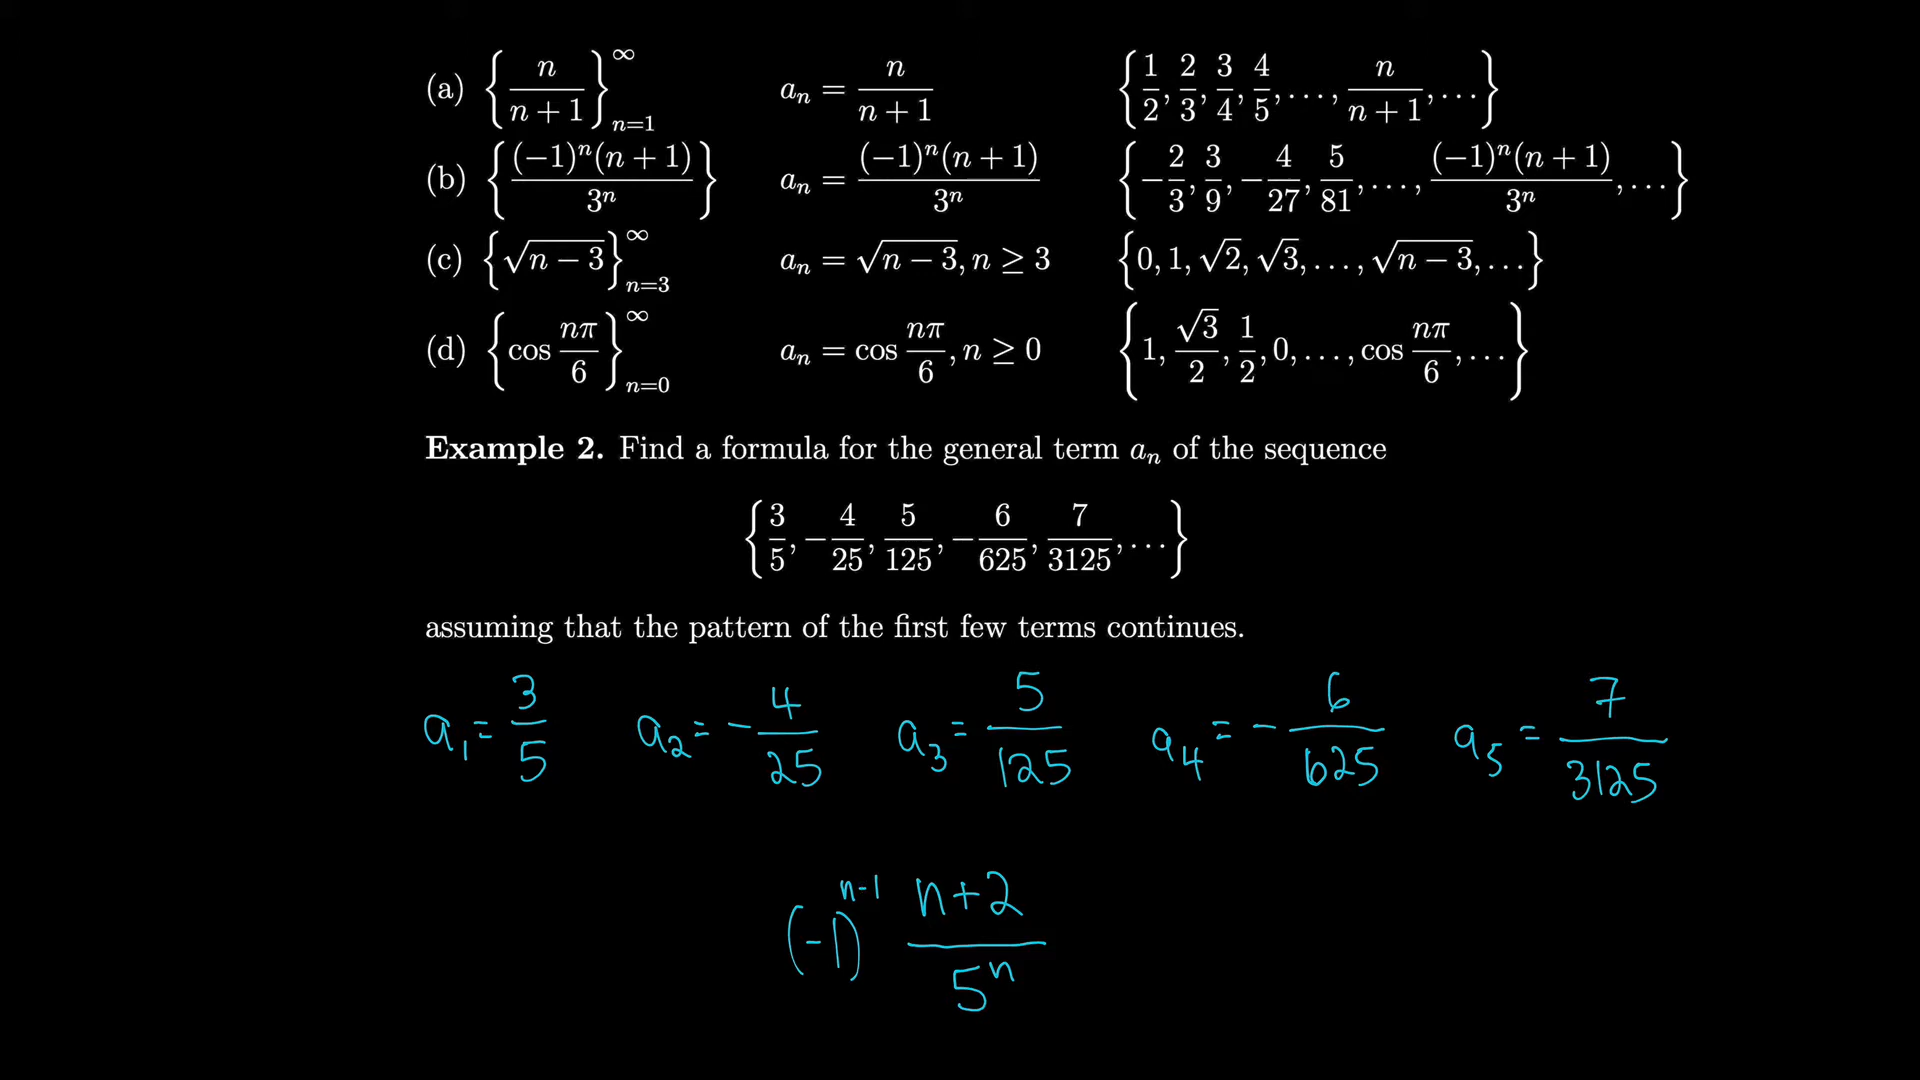 (a) {n/(n+1)}_{n=1}^∞ a_n = n/(n+1) {1/2, 2/3, 3/4, 4/5, ..., n/(n+1), ...}
(b) {(−1)^n(n+1)/3^n} a_n = (−1)^n(n+1)/3^n {−2/3, 3/9, −4/27, 5/81, ..., (−1)^n(n+1)/3^n, ...}
(c) {√(n−3)}_{n=3}^∞ a_n = √(n−3), n ≥ 3 {0, 1, √2, √3, ..., √(n−3), ...}
(d) {cos nπ/6}_{n=0}^∞ a_n = cos nπ/6, n ≥ 0 {1, √3/2, 1/2, 0, ..., cos nπ/6, ...}
Example 2. Find a formula for the general term a_n of the sequence
{3/5, −4/25, 5/125, −6/625, 7/3125, ...}
assuming that the pattern of the first few terms continues.
a_1 = 3/5 a_2 = −4/25 a_3 = 5/125 a_4 = −6/625 a_5 = 7/3125
(−1)^{n−1} (n+2)/5^n